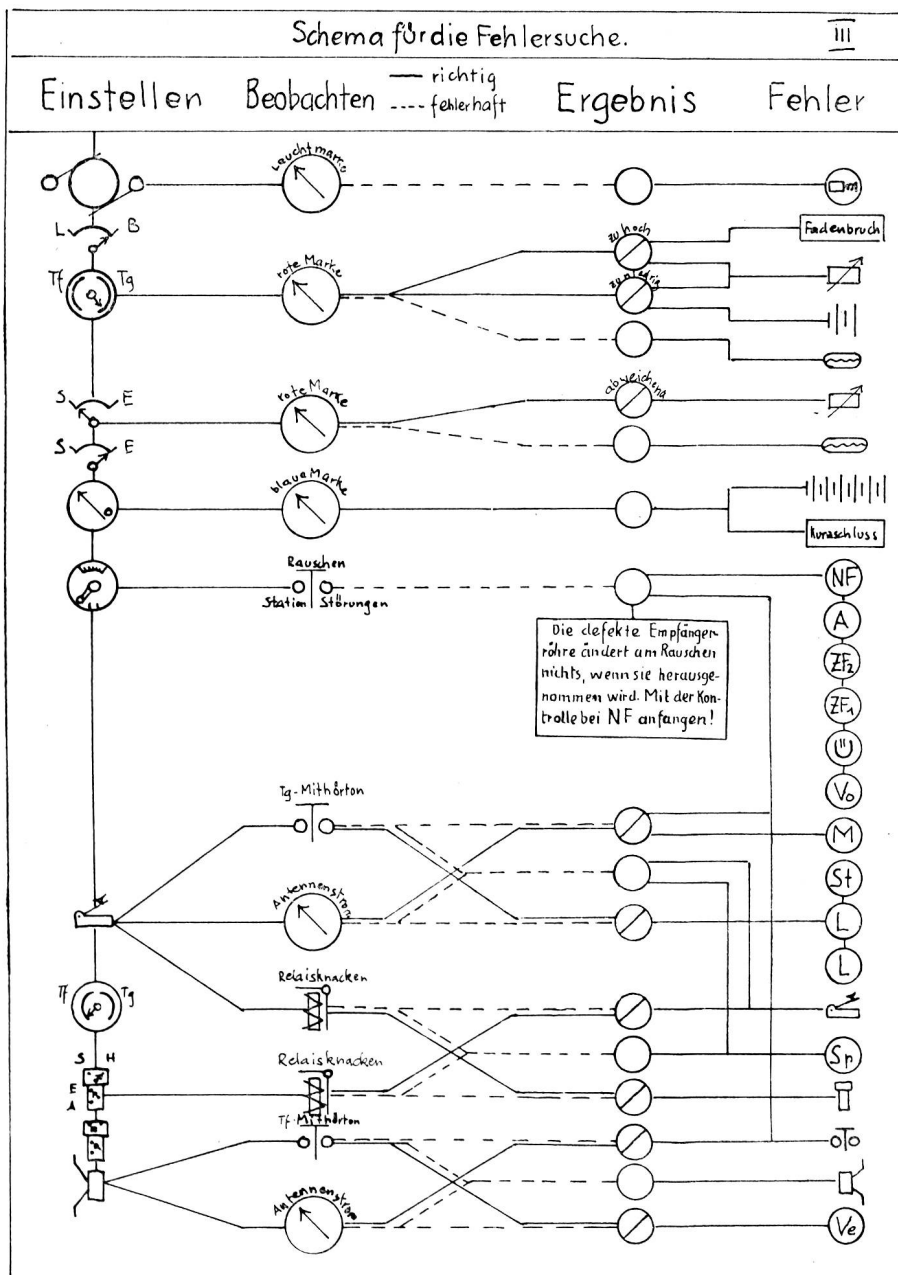 Schema für die Fehlersuche.
III
Einstellen
Beobachten
richtig
fehlerhaft
Ergebnis
Fehler
Leuchtmarke
L
B
zu hoch
Fadenbruch
Tf
Tg
rote Marke
zu niedrig
S
E
rote Marke
abweichend
S
E
blaue Marke
Kurzschluss
Rauschen
Station
Störungen
NF
A
Die defekte Empfänger-
röhre ändert am Rauschen
nichts, wenn sie herausge-
nommen wird. Mit der Kon-
trolle bei NF anfangen!
ZF2
ZF1
Ü
Vo
Tg-Mithörton
M
St
Antennenstrom
L
L
Relaisknacken
Tf
Tg
S
H
Relaisknacken
Sp
E
A
Tf-Mithörton
Antennenstrom
Ve